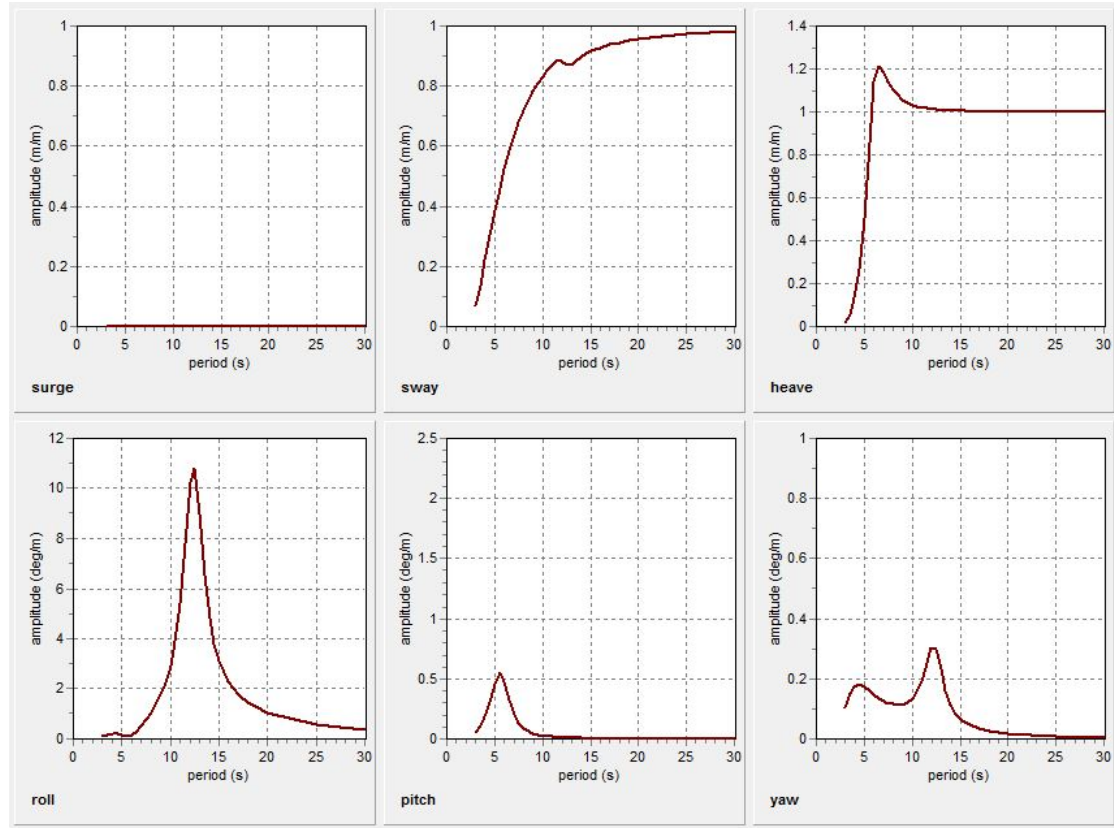 1
0.8
0.6
0.4
0.2
0
amplitude (m/m)
0 5 10 15 20 25 30
period (s)
surge
1
0.8
0.6
0.4
0.2
0
amplitude (m/m)
0 5 10 15 20 25 30
period (s)
sway
1.4
1.2
1
0.8
0.6
0.4
0.2
0
amplitude (m/m)
0 5 10 15 20 25 30
period (s)
heave
12
10
8
6
4
2
0
amplitude (deg/m)
0 5 10 15 20 25 30
period (s)
roll
2.5
2
1.5
1
0.5
0
amplitude (deg/m)
0 5 10 15 20 25 30
period (s)
pitch
1
0.8
0.6
0.4
0.2
0
amplitude (deg/m)
0 5 10 15 20 25 30
period (s)
yaw